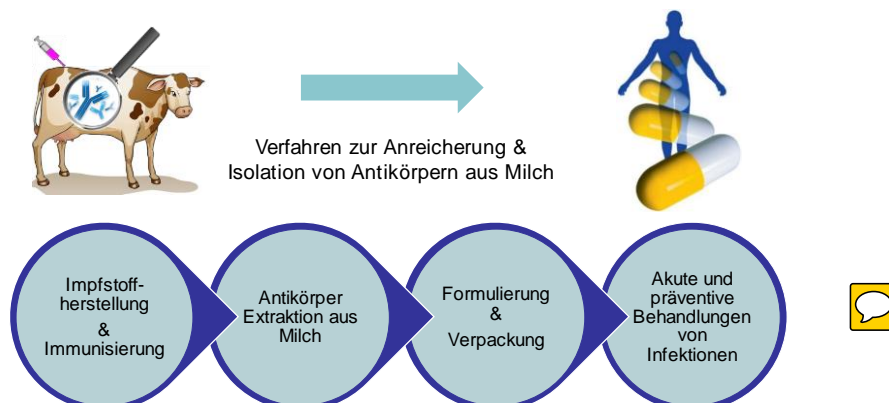 Verfahren zur Anreicherung &
Isolation von Antikörpern aus Milch
Impfstoff-
herstellung
&
Immunisierung
Antikörper
Extraktion aus
Milch
Formulierung
&
Verpackung
Akute und
präventive
Behandlungen
von
Infektionen